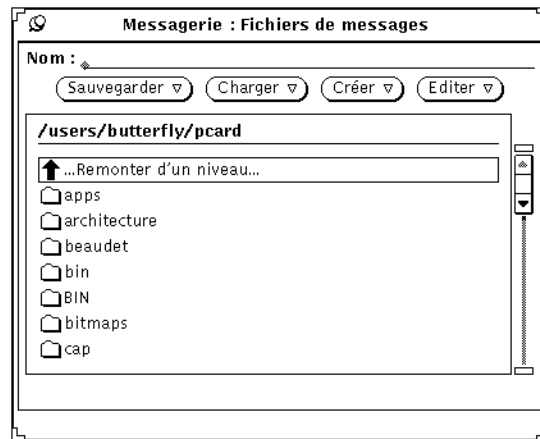 Messagerie : Fichiers de messages
Nom :
Sauvegarder Charger Créer Editer
/users/butterfly/pcard
...Remonter d'un niveau...
apps
architecture
beaudet
bin
BIN
bitmaps
cap